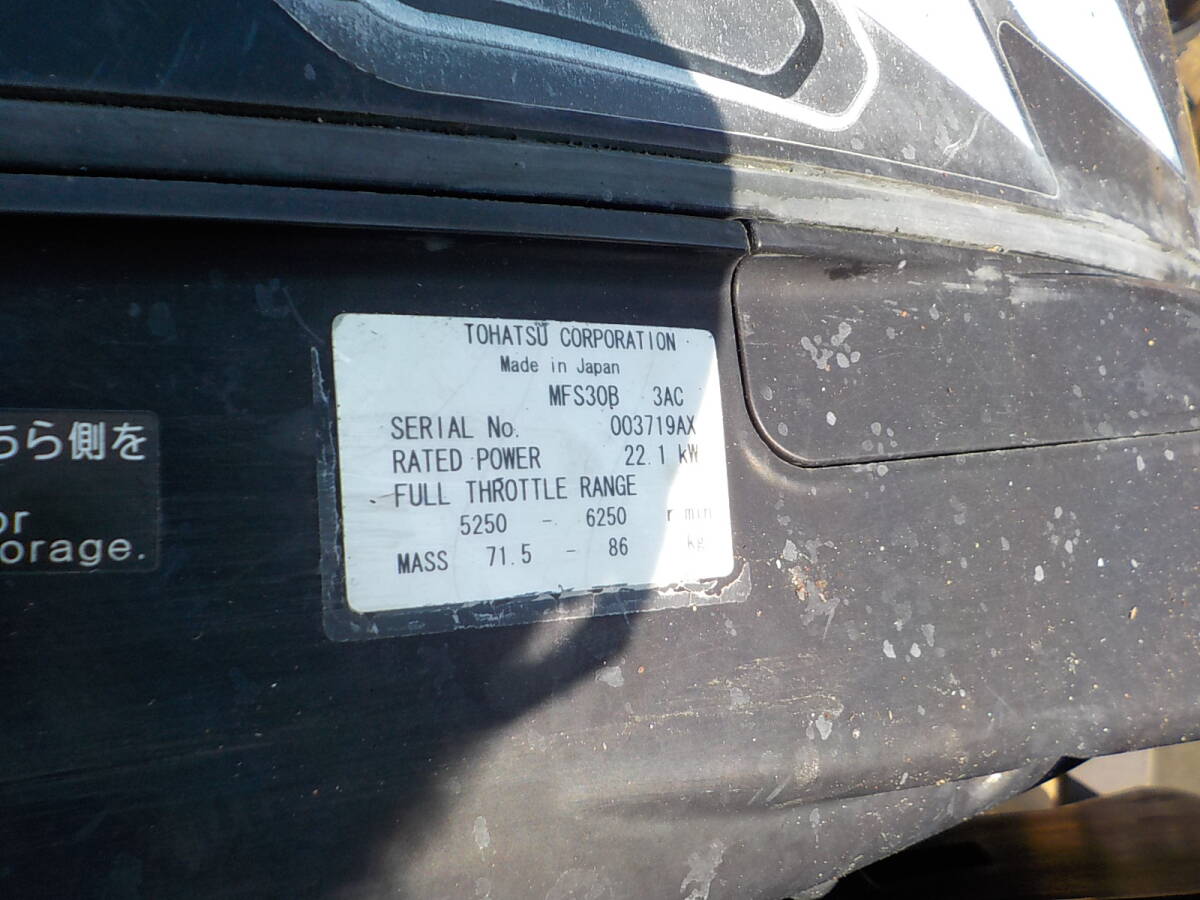 TOHATSU CORPORATION
Made in Japan
MFS30B 3AC
SERIAL No. 003719AX
RATED POWER 22.1 kW
FULL THROTTLE RANGE
5250 - 6250 r min
MASS 71.5 - 86 kg
ちら側を
or
orage.